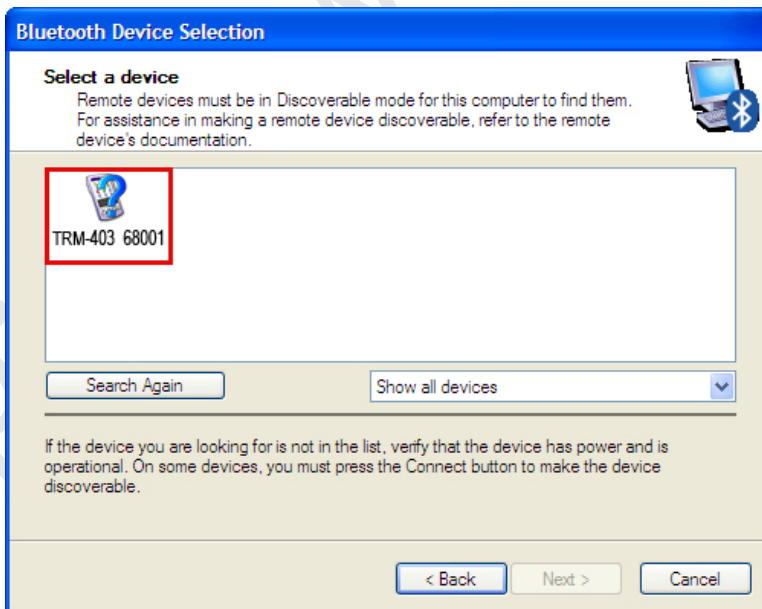 Bluetooth Device Selection
Select a device
Remote devices must be in Discoverable mode for this computer to find them.
For assistance in making a remote device discoverable, refer to the remote
device's documentation.
TRM-403 68001
Search Again
Show all devices
If the device you are looking for is not in the list, verify that the device has power and is
operational. On some devices, you must press the Connect button to make the device
discoverable.
< Back
Next >
Cancel